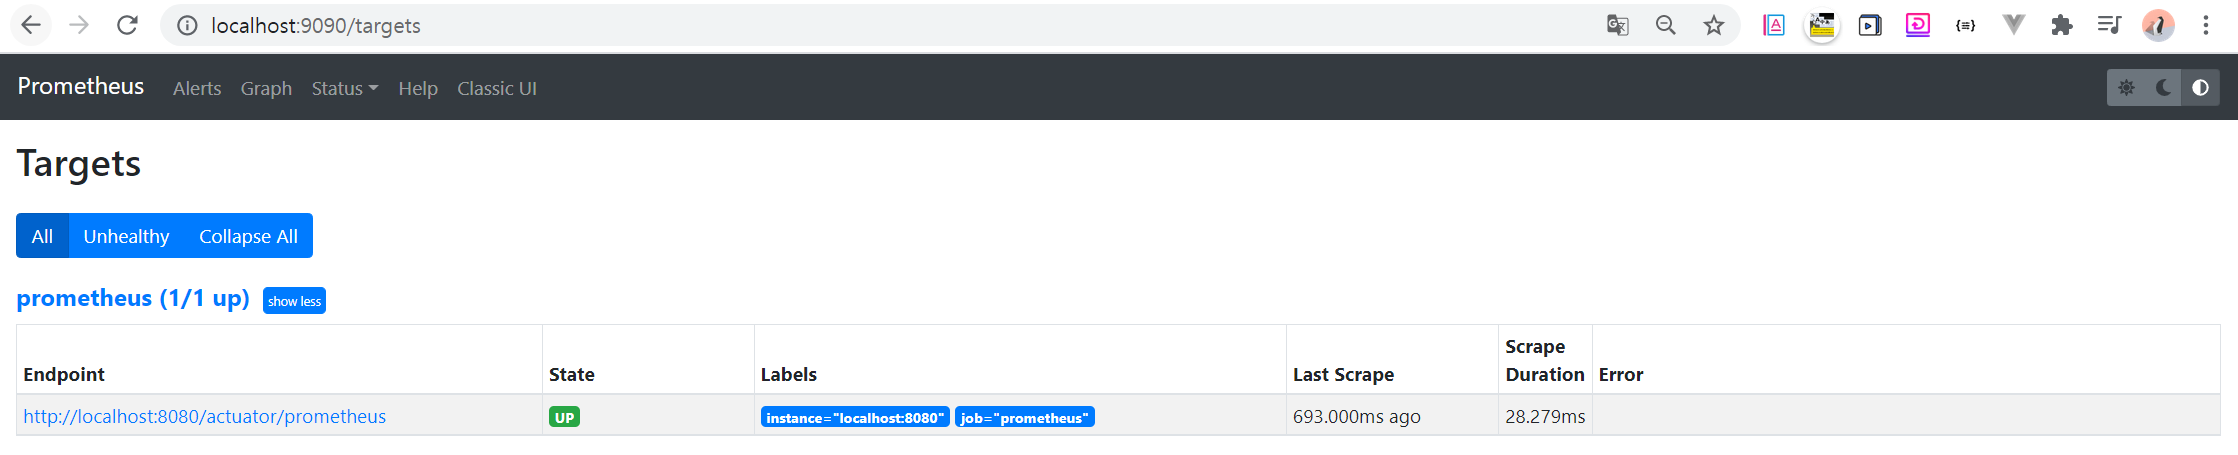 localhost:9090/targets
Prometheus Alerts Graph Status Help Classic UI
Targets
All Unhealthy Collapse All
prometheus (1/1 up) show less
Endpoint State Labels Last Scrape Scrape Duration Error
http://localhost:8080/actuator/prometheus UP instance="localhost:8080" job="prometheus" 693.000ms ago 28.279ms